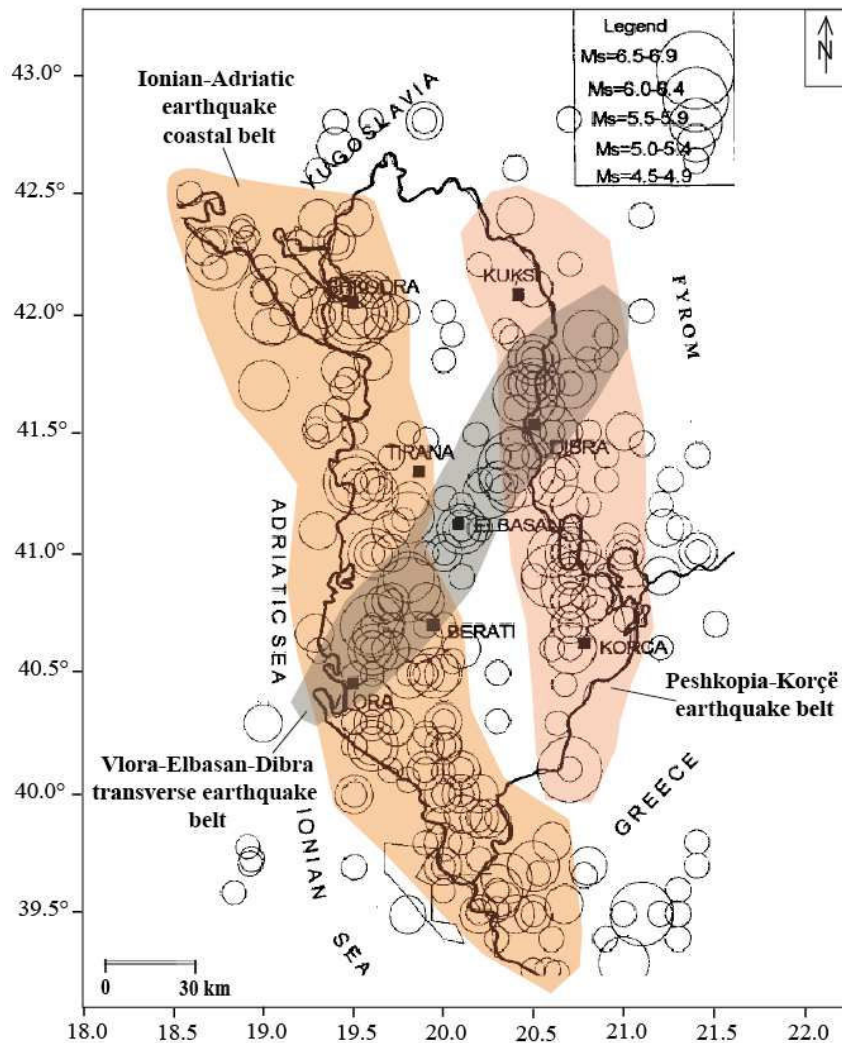 Legend
Ms=6.5-6.9
Ms=6.0-6.4
Ms=5.5-5.9
Ms=5.0-5.4
Ms=4.5-4.9
N
43.0°
42.5°
42.0°
41.5°
41.0°
40.5°
40.0°
39.5°
Ionian-Adriatic
earthquake
coastal belt
YUGOSLAVIA
SHKODRA
KUKSI
FYROM
TIRANA
DIBRA
ADRIATIC SEA
ELBASAN
BERATI
KORCA
VLORA
Peshkopia-Korçë
earthquake belt
Vlora-Elbasan-Dibra
transverse earthquake
belt
IONIAN
SEA
GREECE
0 30 km
18.0 18.5 19.0 19.5 20.0 20.5 21.0 21.5 22.0